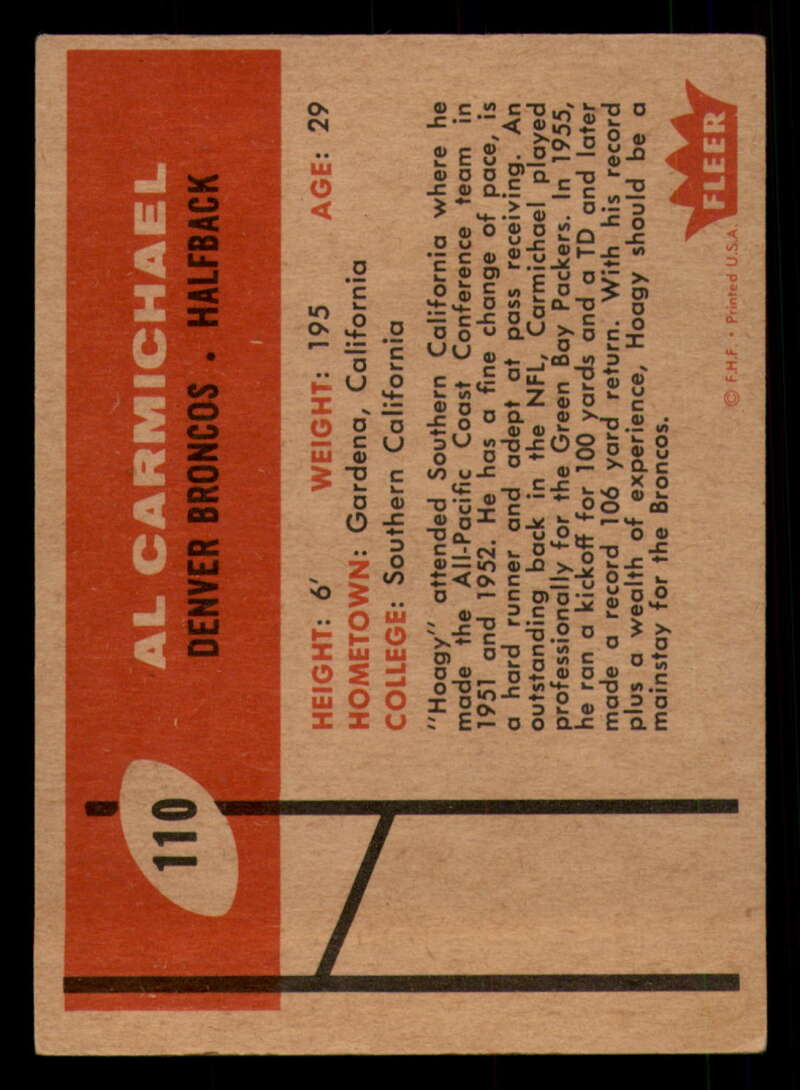 110
AL CARMICHAEL
DENVER BRONCOS • HALFBACK
HEIGHT: 6' WEIGHT: 195 AGE: 29
HOMETOWN: Gardena, California
COLLEGE: Southern California
"Hoagy" attended Southern California where he
made the All-Pacific Coast Conference team in
1951 and 1952. He has a fine change of pace, is
a hard runner and adept at pass receiving. An
outstanding back in the NFL, Carmichael played
professionally for the Green Bay Packers. In 1955,
he ran a kickoff for 100 yards and a TD and later
made a record 106 yard return. With his record
plus a wealth of experience, Hoagy should be a
mainstay for the Broncos.
FLEER
© F.H.F. • Printed U.S.A.